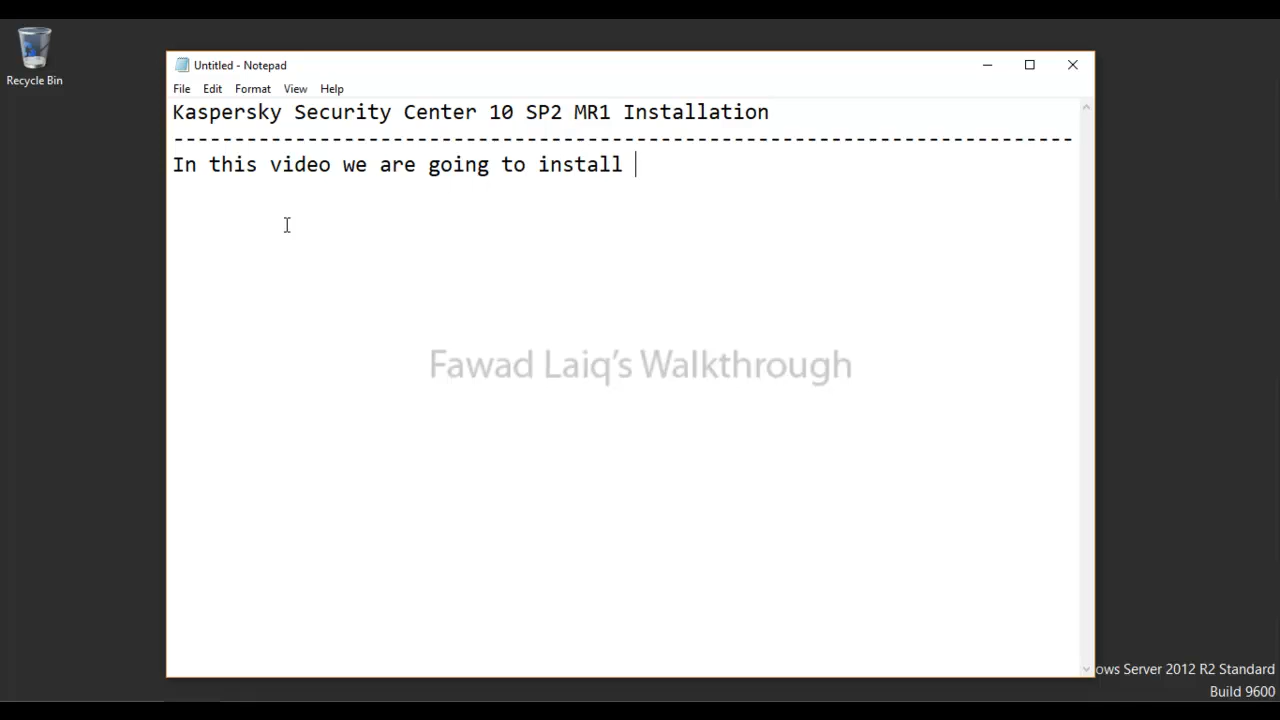 Recycle Bin
Untitled - Notepad
File Edit Format View Help
Kaspersky Security Center 10 SP2 MR1 Installation
--------------------------------------------------------------------------
In this video we are going to install
Fawad Laiq's Walkthrough
ows Server 2012 R2 Standard
Build 9600